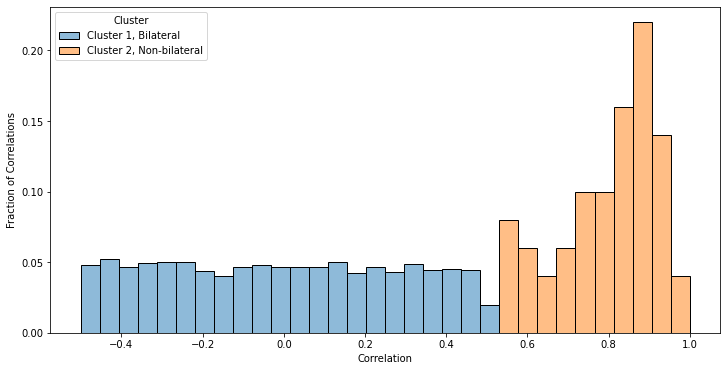 Cluster
Cluster 1, Bilateral
Cluster 2, Non-bilateral
Fraction of Correlations
0.20
0.15
0.10
0.05
0.00
−0.4 −0.2 0.0 0.2 0.4 0.6 0.8 1.0
Correlation